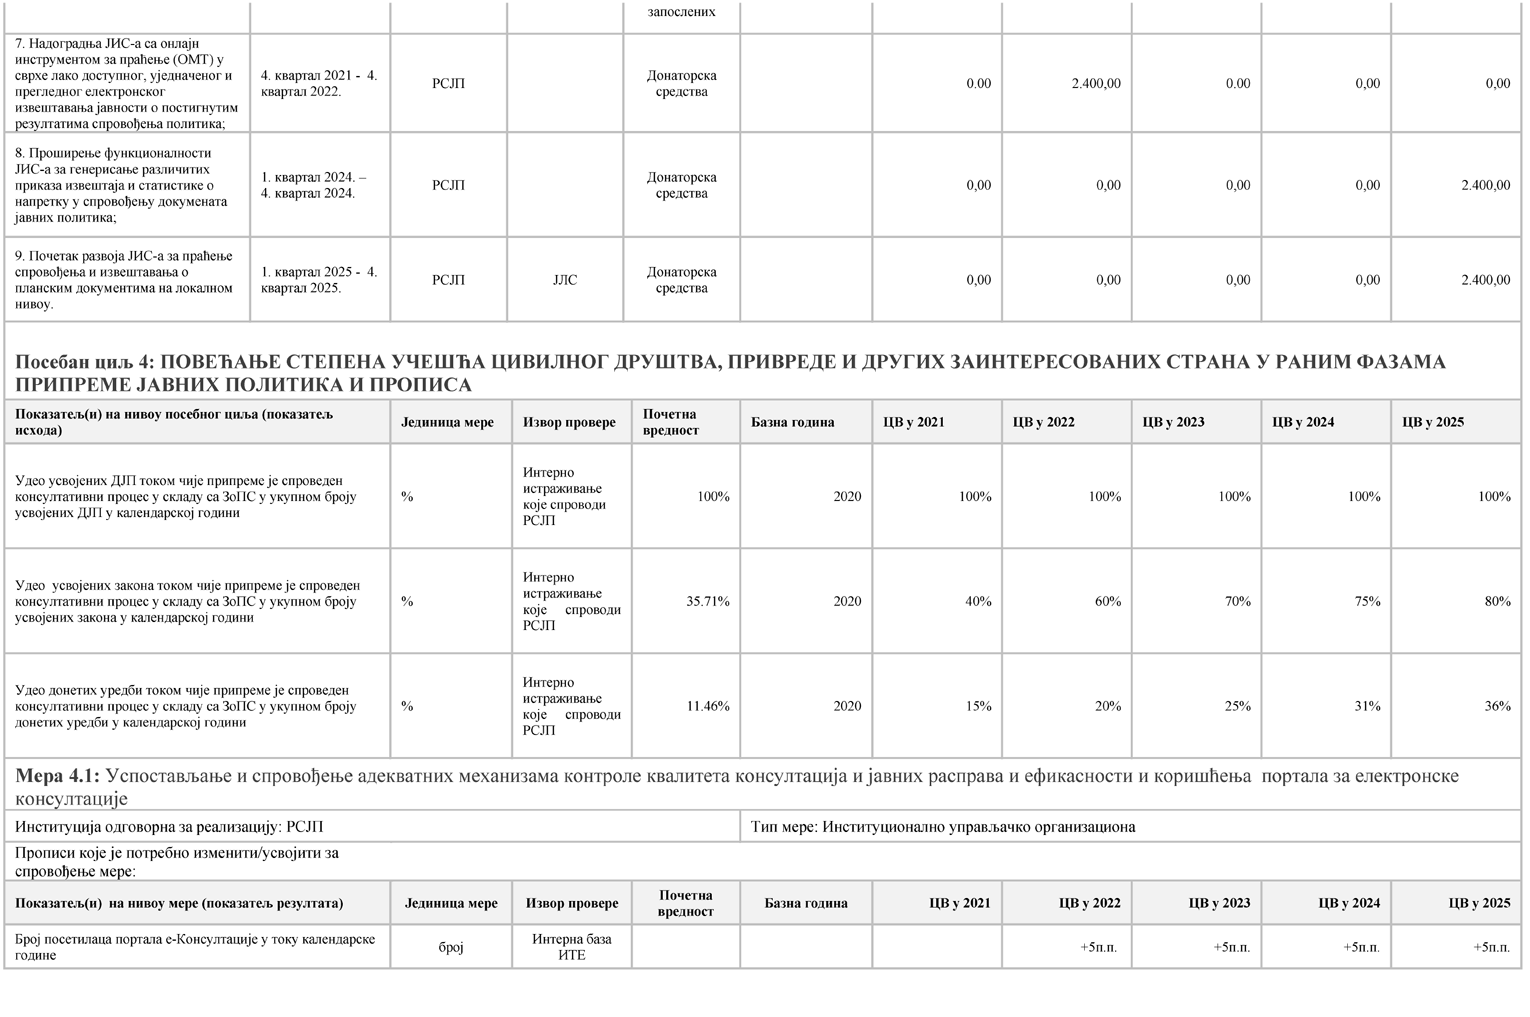 запослених
7. Надоградња ЈИС-а са онлајн
инструментом за праћење (ОМТ) у
сврхе лако доступног, уједначеног и
прегледног електронског
извештавања јавности о постигнутим
резултатима спровођења политика;
4. квартал 2021 - 4.
квартал 2022.
РСЈП
Донаторска
средства
0.00
2.400,00
0.00
0,00
0,00
8. Проширење функционалности
ЈИС-а за генерисање различитих
приказа извештаја и статистике о
напретку у спровођењу докумената
јавних политика;
1. квартал 2024. –
4. квартал 2024.
РСЈП
Донаторска
средства
0,00
0,00
0.00
0,00
2.400,00
9. Почетак развоја ЈИС-а за праћење
спровођења и извештавања о
планским документима на локалном
нивоу.
1. квартал 2025 - 4.
квартал 2025.
РСЈП
ЈЛС
Донаторска
средства
0,00
0,00
0.00
0,00
2.400,00
Посебан циљ 4: ПОВЕЋАЊЕ СТЕПЕНА УЧЕШЋА ЦИВИЛНОГ ДРУШТВА, ПРИВРЕДЕ И ДРУГИХ ЗАИНТЕРЕСОВАНИХ СТРАНА У РАНИМ ФАЗАМА
ПРИПРЕМЕ ЈАВНИХ ПОЛИТИКА И ПРОПИСА
Показатељ(и) на нивоу посебног циља (показатељ
исхода)
Јединица мере
Извор провере
Почетна
вредност
Базна година
ЦВ у 2021
ЦВ у 2022
ЦВ у 2023
ЦВ у 2024
ЦВ у 2025
Удео усвојених ДЈП током чије припреме је спроведен
консултативни процес у складу са ЗоПС у укупном броју
усвојених ДЈП у календарској години
%
Интерно
истраживање
које спроводи
РСЈП
100%
2020
100%
100%
100%
100%
100%
Удео усвојених закона током чије припреме је спроведен
консултативни процес у складу са ЗоПС у укупном броју
усвојених закона у календарској години
%
Интерно
истраживање
које спроводи
РСЈП
35.71%
2020
40%
60%
70%
75%
80%
Удео донетих уредби током чије припреме је спроведен
консултативни процес у складу са ЗоПС у укупном броју
донетих уредби у календарској години
%
Интерно
истраживање
које спроводи
РСЈП
11.46%
2020
15%
20%
25%
31%
36%
Мера 4.1: Успостављање и спровођење адекватних механизама контроле квалитета консултација и јавних расправа и ефикасности и коришћења портала за електронске
консултације
Институција одговорна за реализацију: РСЈП
Тип мере: Институционално управљачко организациона
Прописи које је потребно изменити/усвојити за
спровођење мере:
Показатељ(и) на нивоу мере (показатељ резултата)
Јединица мере
Извор провере
Почетна
вредност
Базна година
ЦВ у 2021
ЦВ у 2022
ЦВ у 2023
ЦВ у 2024
ЦВ у 2025
Број посетилаца портала е-Консултације у току календарске
године
број
Интерна база
ИТЕ
+5п.п.
+5п.п.
+5п.п.
+5п.п.